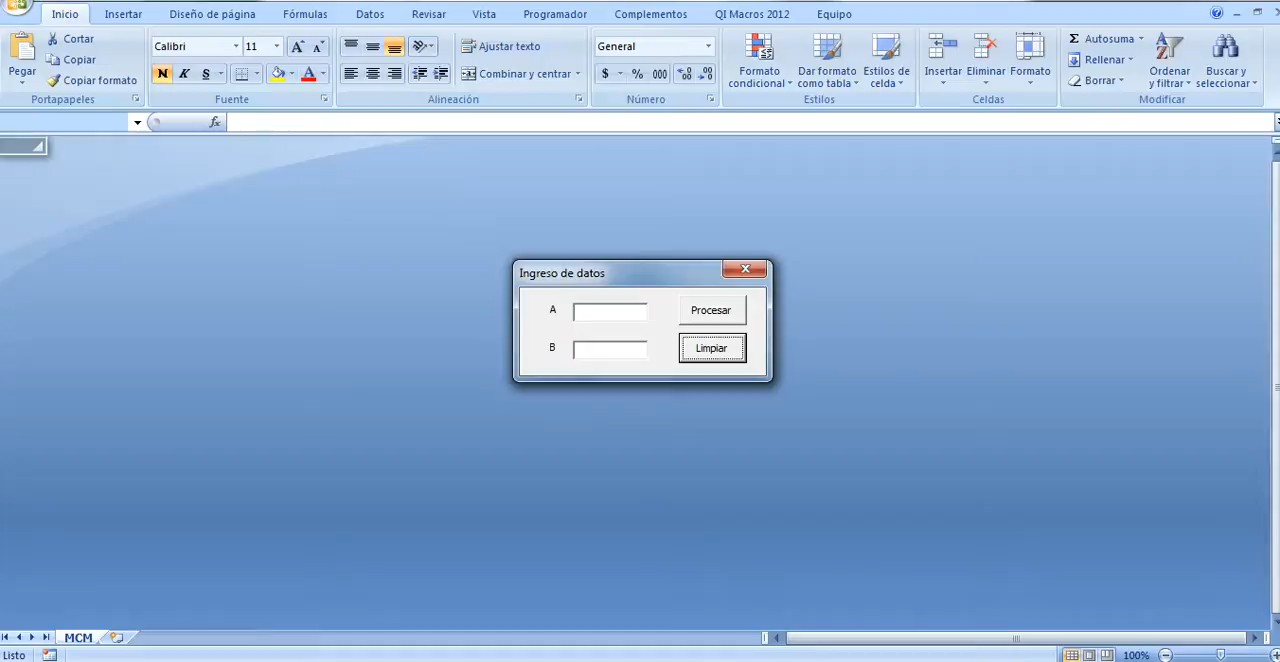 Inicio Insertar Diseño de página Fórmulas Datos Revisar Vista Programador Complementos QI Macros 2012 Equipo
Pegar
Cortar
Copiar
Copiar formato
Portapapeles
Calibri 11 A A
N K S A
Fuente
Ajustar texto
Combinar y centrar
Alineación
General
$ % 000
Número
Formato condicional
Dar formato como tabla
Estilos de celda
Estilos
Insertar Eliminar Formato
Celdas
Σ Autosuma
Rellenar
Borrar
Ordenar y filtrar
Buscar y seleccionar
Modificar
fx
Ingreso de datos
A Procesar
B Limpiar
MCM
Listo 100%